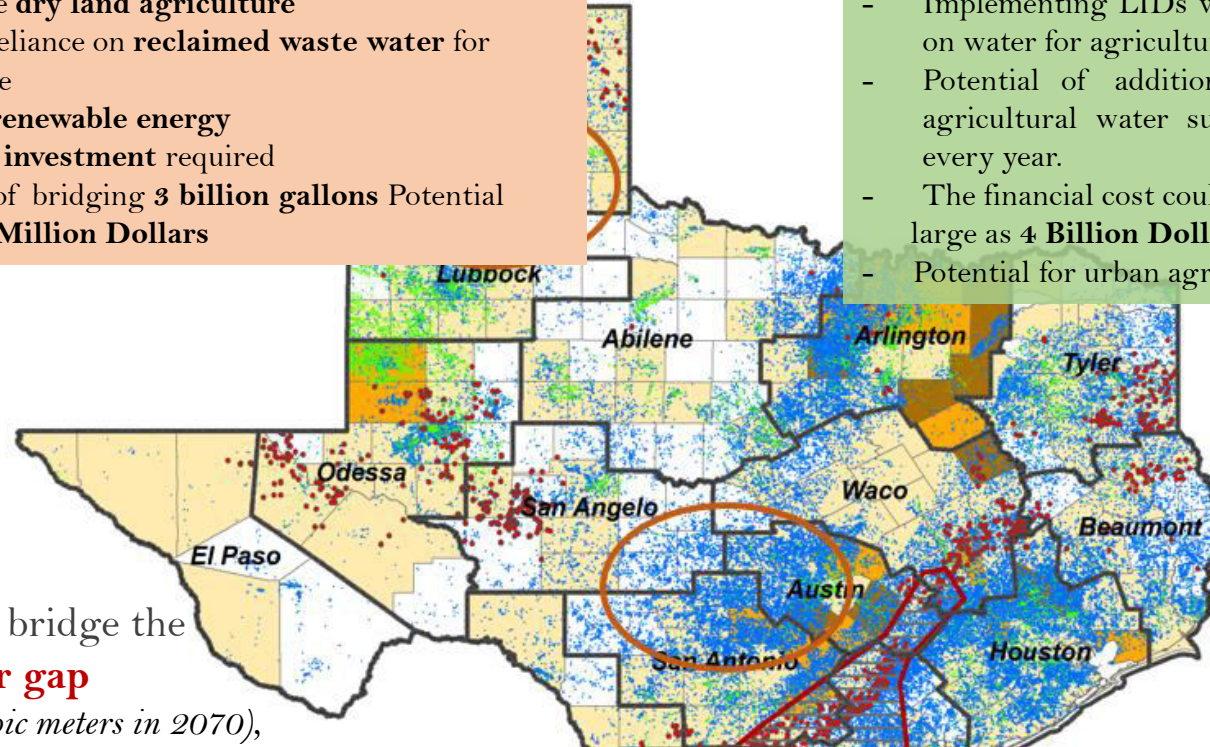 dry land agriculture
eliance on reclaimed waste water for
renewable energy
investment required
of bridging 3 billion gallons Potential
Million Dollars
- Implementing LIDs w
on water for agricultu
- Potential of addition
agricultural water su
every year.
- The financial cost coul
large as 4 Billion Doll
- Potential for urban agr
Lubbock
Abilene
Arlington
Tyler
Odessa
San Angelo
Waco
Beaumont
El Paso
Austin
San Antonio
Houston
bridge the
r gap
bic meters in 2070),